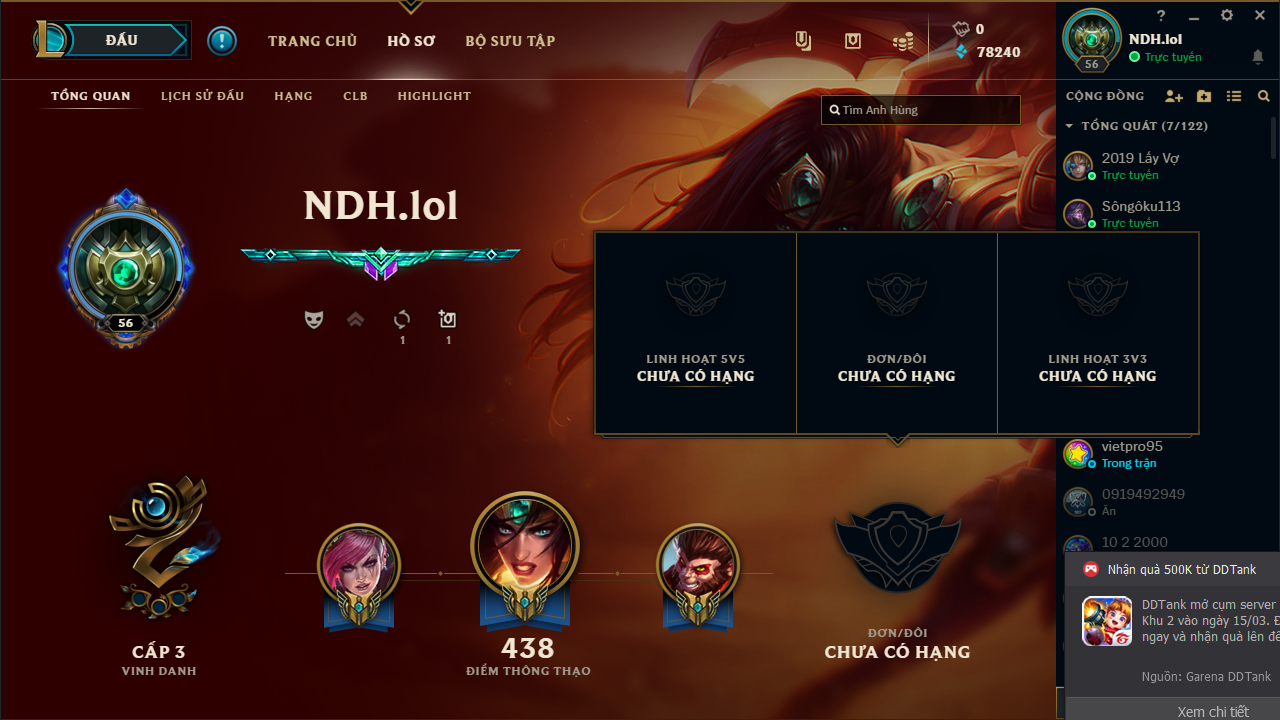 ĐẤU
TRANG CHỦ
HỒ SƠ
BỘ SƯU TẬP
0
78240
?
NDH.lol
56
Trực tuyến
TỔNG QUAN
LỊCH SỬ ĐẤU
HẠNG
CLB
HIGHLIGHT
Tìm Anh Hùng
CỘNG ĐỒNG
TỔNG QUÁT (7/122)
2019 Lấy Vợ
Trực tuyến
Sôngôku113
Trực tuyến
NDH.lol
56
1
1
LINH HOẠT 5V5
CHƯA CÓ HẠNG
ĐƠN/ĐÔI
CHƯA CÓ HẠNG
LINH HOẠT 3V3
CHƯA CÓ HẠNG
vietpro95
Trong trận
0919492949
Ẩn
10 2 2000
CẤP 3
VINH DANH
438
ĐIỂM THÔNG THẠO
ĐƠN/ĐÔI
CHƯA CÓ HẠNG
Nhận quà 500K từ DDTank
DDTank mở cụm server
Khu 2 vào ngày 15/03. Đ
ngay và nhận quà lên đế
Nguồn: Garena DDTank
Xem chi tiết